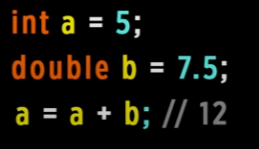 int a = 5;
double b = 7.5;
a = a + b; // 12